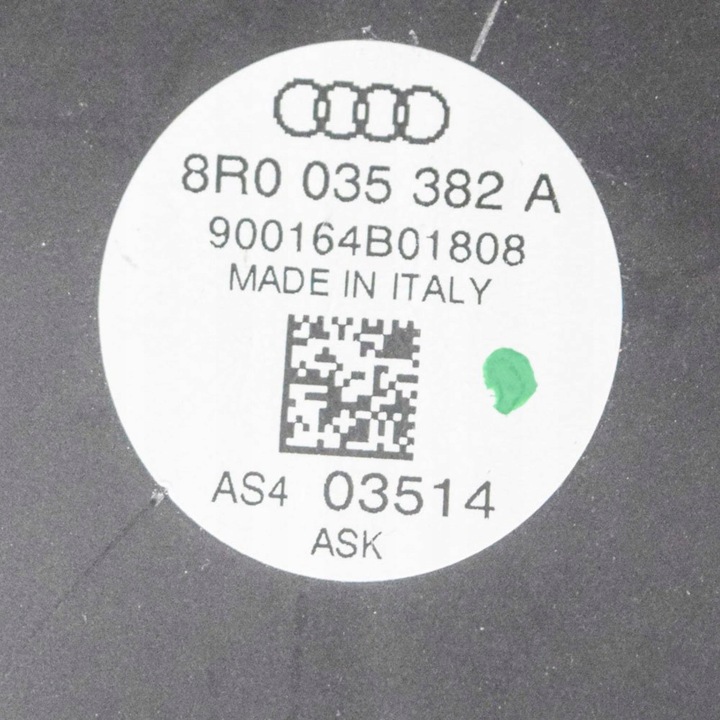 8R0 035 382 A
900164B01808
MADE IN ITALY
AS4 03514
ASK